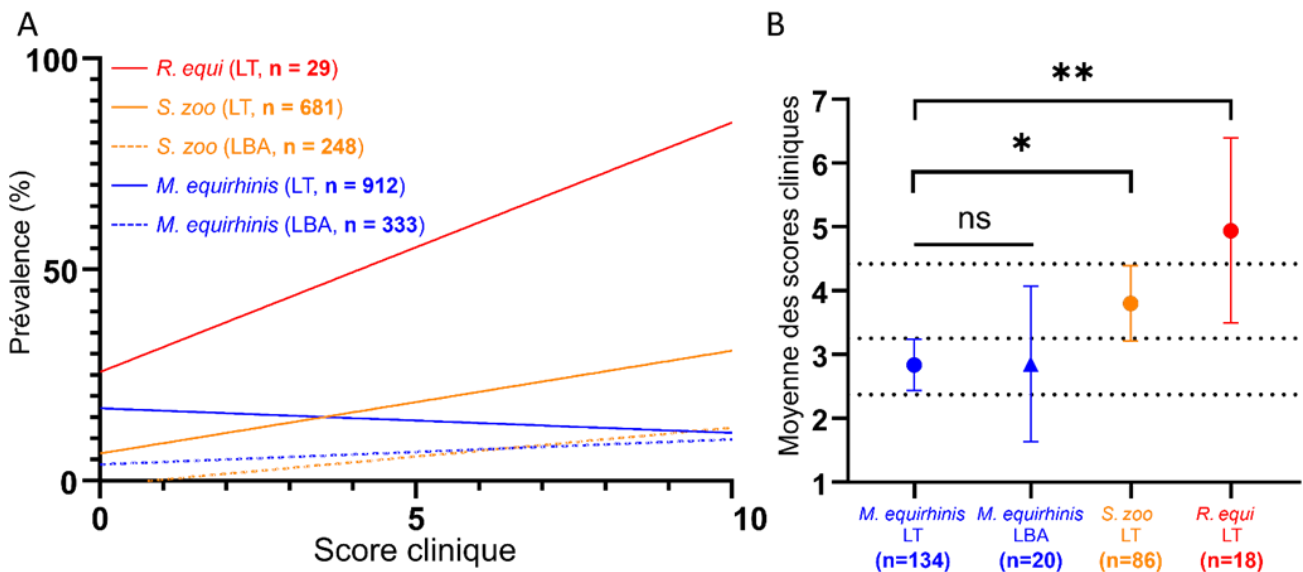 A
100
R. equi (LT, n = 29)
S. zoo (LT, n = 681)
S. zoo (LBA, n = 248)
M. equirhinis (LT, n = 912)
M. equirhinis (LBA, n = 333)
50
0
Prévalence (%)
0
5
10
Score clinique
B
**
*
ns
7
6
5
4
3
2
1
Moyenne des scores cliniques
M. equirhinis
LT
(n=134)
M. equirhinis
LBA
(n=20)
S. zoo
LT
(n=86)
R. equi
LT
(n=18)